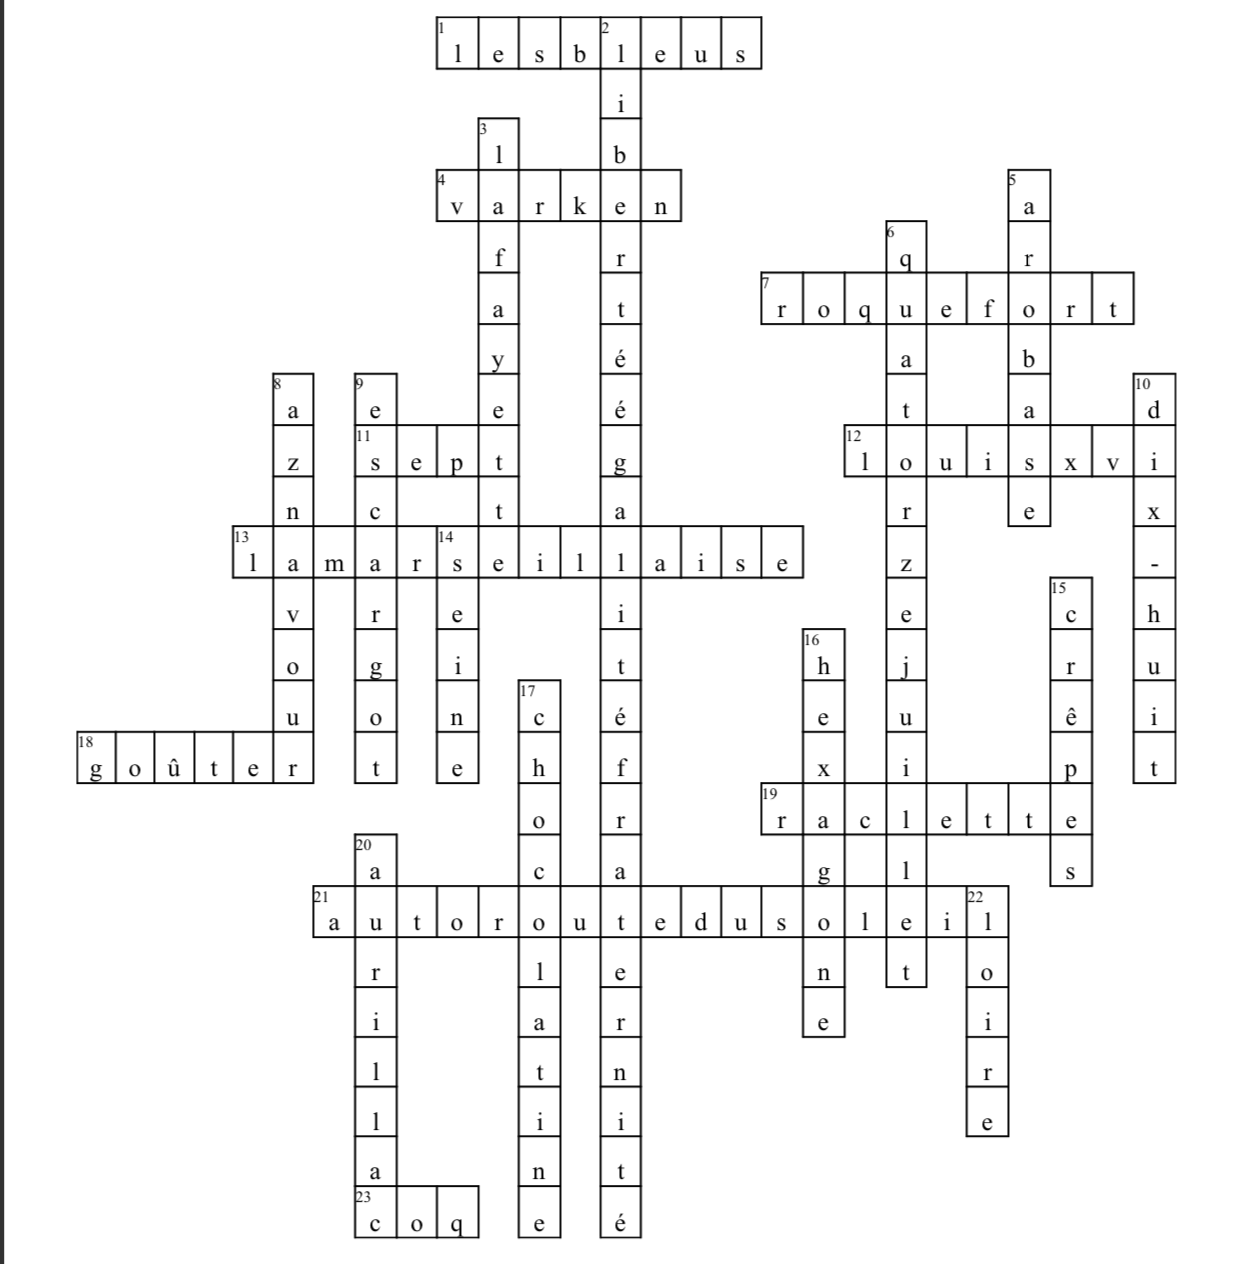 1 lesbleus
2 libertéégalitéfraternité
3 lafayette
4 varken
5 arobase
6 quatorzejuillet
7 roquefort
8 aznavour
9 escargot
10 dix-huit
11 sept
12 louisxvi
13 lamarseillaise
14 seine
15 crêpes
16 hexagone
17 chocolatine
18 goûter
19 raclette
20 aurillac
21 autoroutedusoleil
22 loire
23 coq